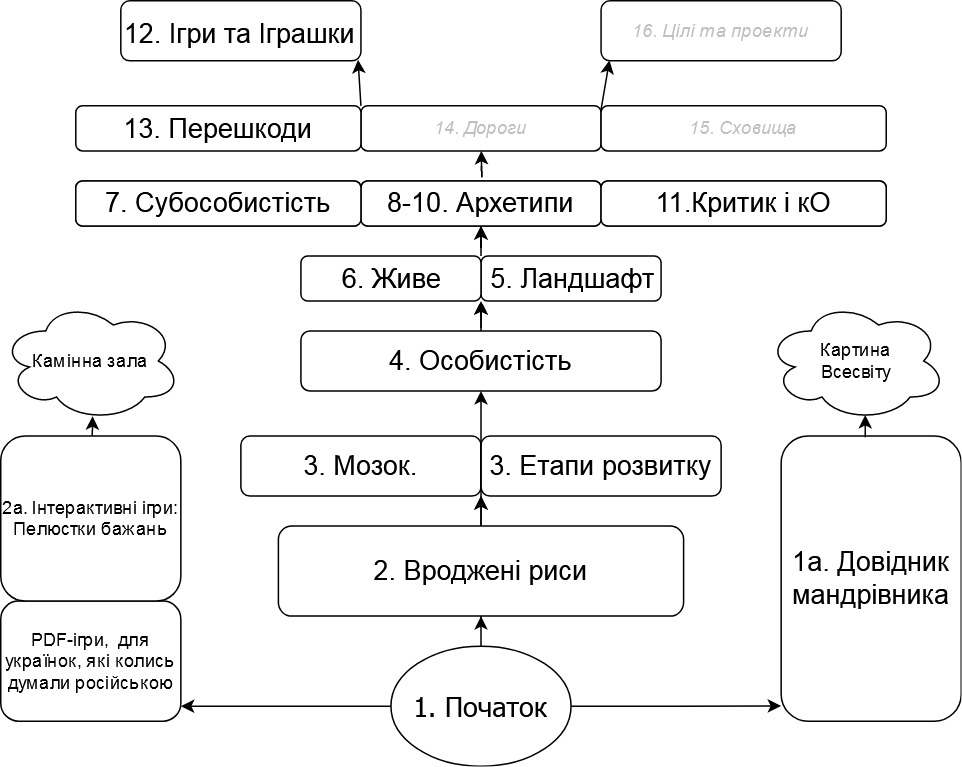 12. Ігри та Іграшки
16. Цілі та проекти
13. Перешкоди
14. Дороги
15. Сховища
7. Субособистість
8-10. Архетипи
11.Критик і кО
6. Живе
5. Ландшафт
4. Особистість
Камінна зала
Картина
Всесвіту
3. Мозок.
3. Етапи розвитку
2а. Інтерактивні ігри:
Пелюстки бажань
2. Вроджені риси
1а. Довідник
мандрівника
PDF-ігри, для
українок, які колись
думали російською
1. Початок